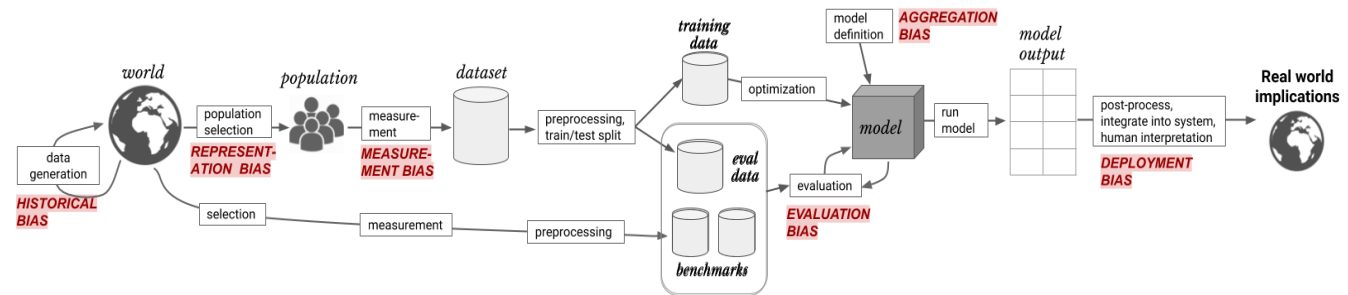 world
data
generation
HISTORICAL
BIAS
population
selection
REPRESENT-
ATION BIAS
population
measure-
ment
MEASURE-
MENT BIAS
dataset
preprocessing,
train/test split
selection
measurement
preprocessing
training
data
optimization
eval
data
benchmarks
model
definition
AGGREGATION
BIAS
model
evaluation
EVALUATION
BIAS
run
model
model
output
post-process,
integrate into system,
human interpretation
DEPLOYMENT
BIAS
Real world
implications